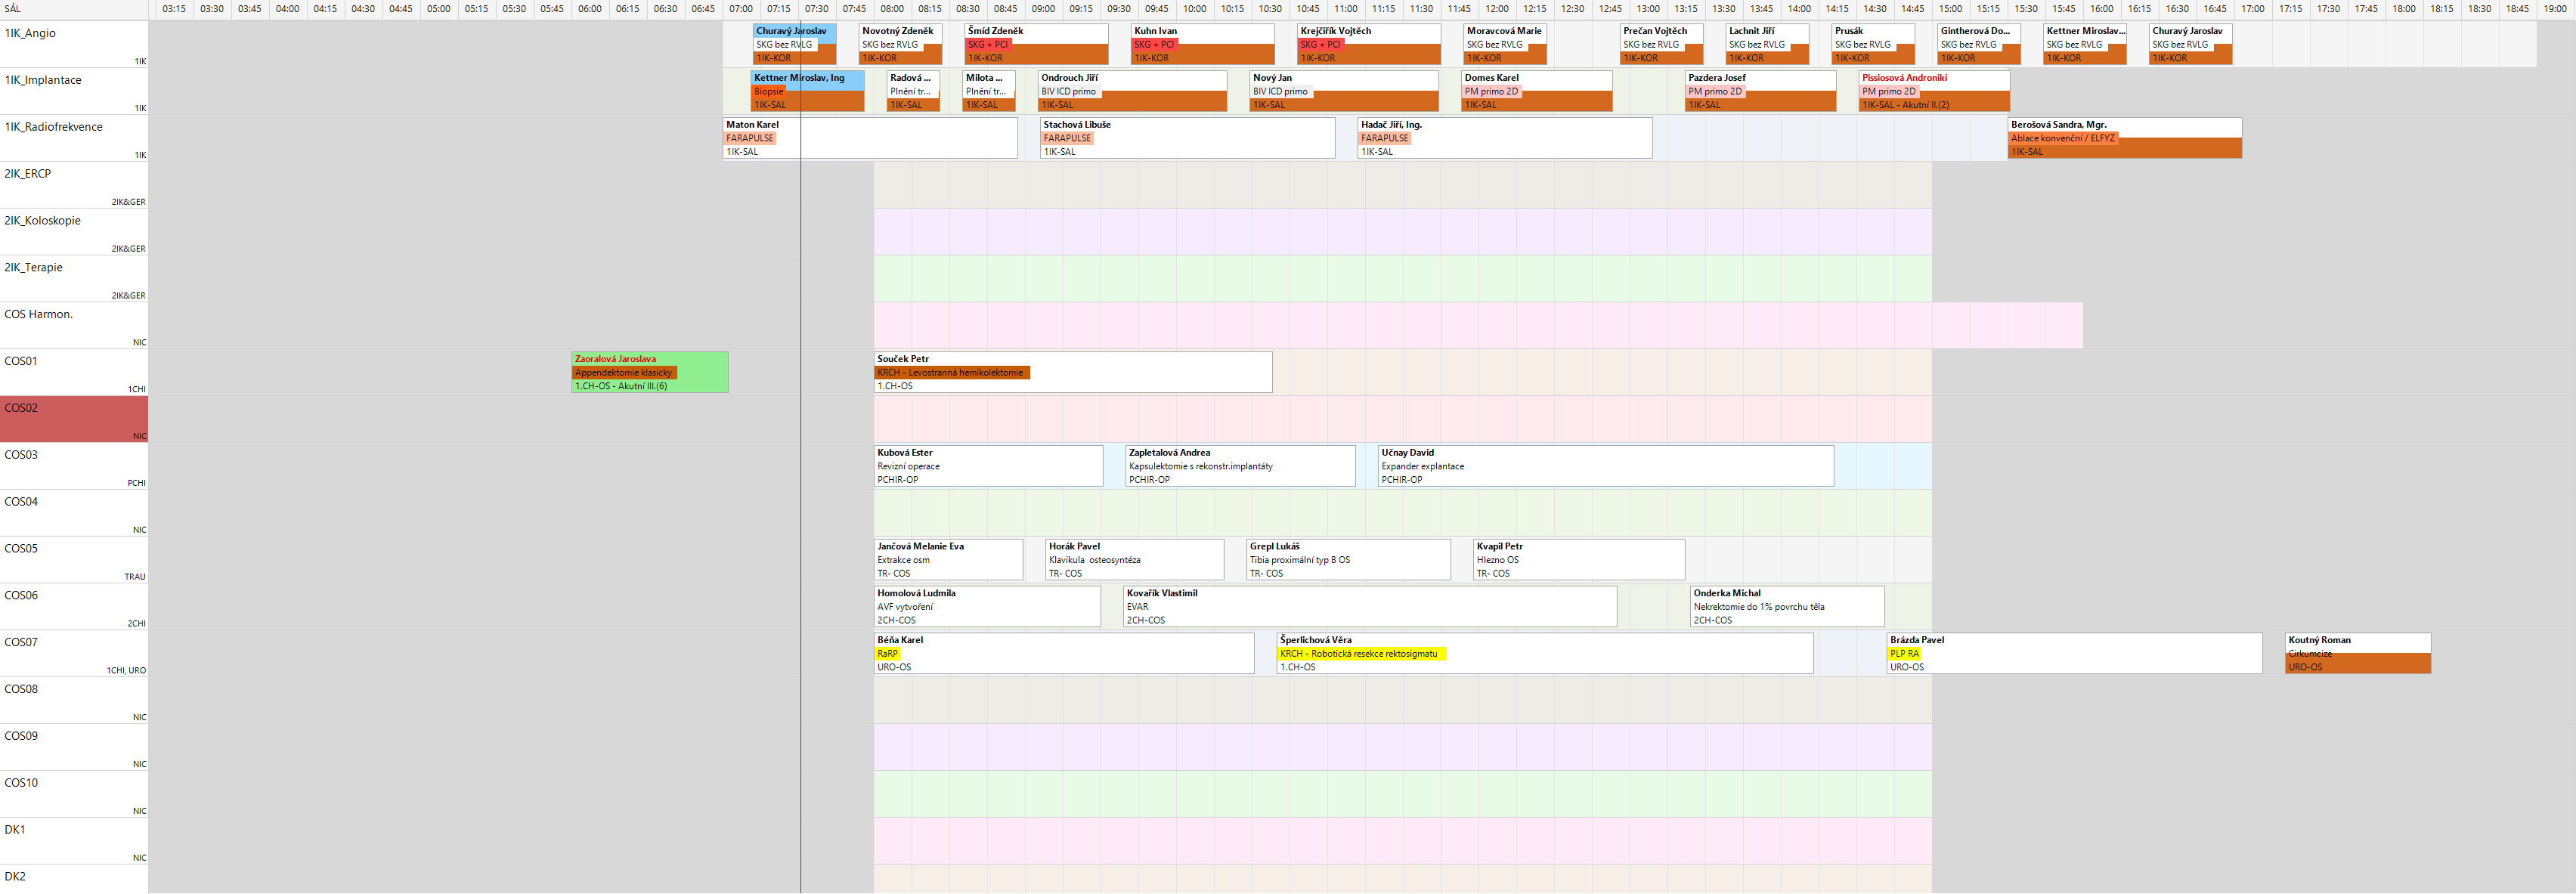 SÁL 03:15 03:30 03:45 04:00 04:15 04:30 04:45 05:00 05:15 05:30 05:45 06:00 06:15 06:30 06:45 07:00 07:15 07:30 07:45 08:00 08:15 08:30 08:45 09:00 09:15 09:30 09:45 10:00 10:15 10:30 10:45 11:00 11:15 11:30 11:45 12:00 12:15 12:30 12:45 13:00 13:15 13:30 13:45 14:00 14:15 14:30 14:45 15:00 15:15 15:30 15:45 16:00 16:15 16:30 16:45 17:00 17:15 17:30 17:45 18:00 18:15 18:30 18:45 19:00
1IK_Angio Churavý Jaroslav Novotný Zdeněk Šmíd Zdeněk Kuhn Ivan Krejčiřík Vojtěch Moravcová Marie Prečan Vojtěch Lachnit Jiří Prusák Gintherová Do... Kettner Miroslav... Churavý Jaroslav
SKG bez RVLG SKG bez RVLG SKG + PCI SKG + PCI SKG + PCI SKG bez RVLG SKG bez RVLG SKG bez RVLG SKG bez RVLG SKG bez RVLG SKG bez RVLG SKG bez RVLG
1IK 1IK-KOR 1IK-KOR 1IK-KOR 1IK-KOR 1IK-KOR 1IK-KOR 1IK-KOR 1IK-KOR 1IK-KOR 1IK-KOR 1IK-KOR 1IK-KOR
1IK_Implantace Kettner Miroslav, Ing Radová ... Milota ... Ondrouch Jiří Nový Jan Domes Karel Pazdera Josef Pissiosová Androniki
Biopsie Plnění tr... Plnění tr... BIV ICD primo BIV ICD primo PM primo 2D PM primo 2D PM primo 2D
1IK 1IK-SAL 1IK-SAL 1IK-SAL 1IK-SAL 1IK-SAL 1IK-SAL 1IK-SAL 1IK-SAL - Akutní II.(2)
1IK_Radiofrekvence Maton Karel Stachová Libuše Hadač Jiří, Ing. Berošová Sandra, Mgr.
FARAPULSE FARAPULSE FARAPULSE Ablace konvenční / ELFYZ
1IK 1IK-SAL 1IK-SAL 1IK-SAL 1IK-SAL
2IK_ERCP
2IK&GER
2IK_Koloskopie
2IK&GER
2IK_Terapie
2IK&GER
COS Harmon.
NIC
COS01 Zaoralová Jaroslava Souček Petr
Appendektomie klasicky KRCH - Levostranná hemikolektomie
1CHI 1.CH-OS - Akutní III.(6) 1.CH-OS
COS02
NIC
COS03 Kubová Ester Zapletalová Andrea Učnay David
Revizní operace Kapsulektomie s rekonstr.implantáty Expander explantace
PCHI PCHIR-OP PCHIR-OP PCHIR-OP
COS04
NIC
COS05 Jančová Melanie Eva Horák Pavel Grepl Lukáš Kvapil Petr
Extrakce osm Klavikula osteosyntéza Tibia proximální typ B OS Hlezno OS
TRAU TR- COS TR- COS TR- COS TR- COS
COS06 Homolová Ludmila Kovařík Vlastimil Onderka Michal
AVF vytvoření EVAR Nekrektomie do 1% povrchu těla
2CHI 2CH-COS 2CH-COS 2CH-COS
COS07 Béňa Karel Šperlichová Věra Brázda Pavel Koutný Roman
RaRP KRCH - Robotická resekce rektosigmatu PLP RA Cirkumcize
1CHI, URO URO-OS 1.CH-OS URO-OS URO-OS
COS08
NIC
COS09
NIC
COS10
NIC
DK1
NIC
DK2